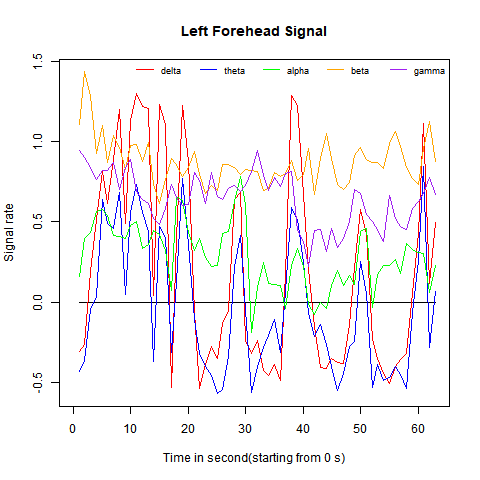 Left Forehead Signal
delta theta alpha beta gamma
Signal rate
1.5
1.0
0.5
0.0
-0.5
0 10 20 30 40 50 60
Time in second(starting from 0 s)